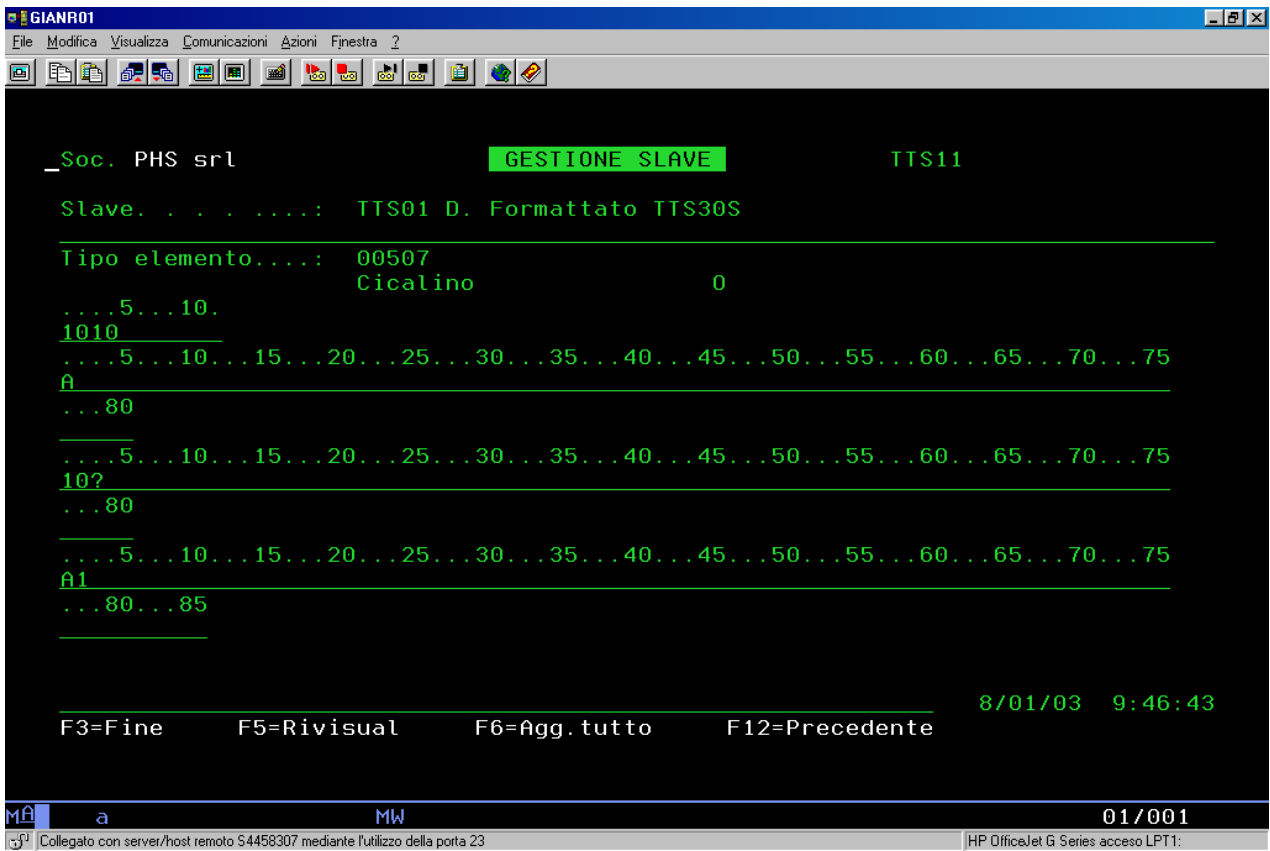 GIANR01
File Modifica Visualizza Comunicazioni Azioni Finestra ?
_Soc. PHS srl GESTIONE SLAVE TTS11
Slave. . . . ....: TTS01 D. Formattato TTS30S
Tipo elemento....: 00507
Cicalino O
....5...10.
1010
....5...10...15...20...25...30...35...40...45...50...55...60...65...70...75
A
...80
....5...10...15...20...25...30...35...40...45...50...55...60...65...70...75
10?
...80
....5...10...15...20...25...30...35...40...45...50...55...60...65...70...75
A1
...80...85
8/01/03 9:46:43
F3=Fine F5=Rivisual F6=Agg.tutto F12=Precedente
MA a MW 01/001
Collegato con server/host remoto S4458307 mediante l'utilizzo della porta 23 HP OfficeJet G Series acceso LPT1: